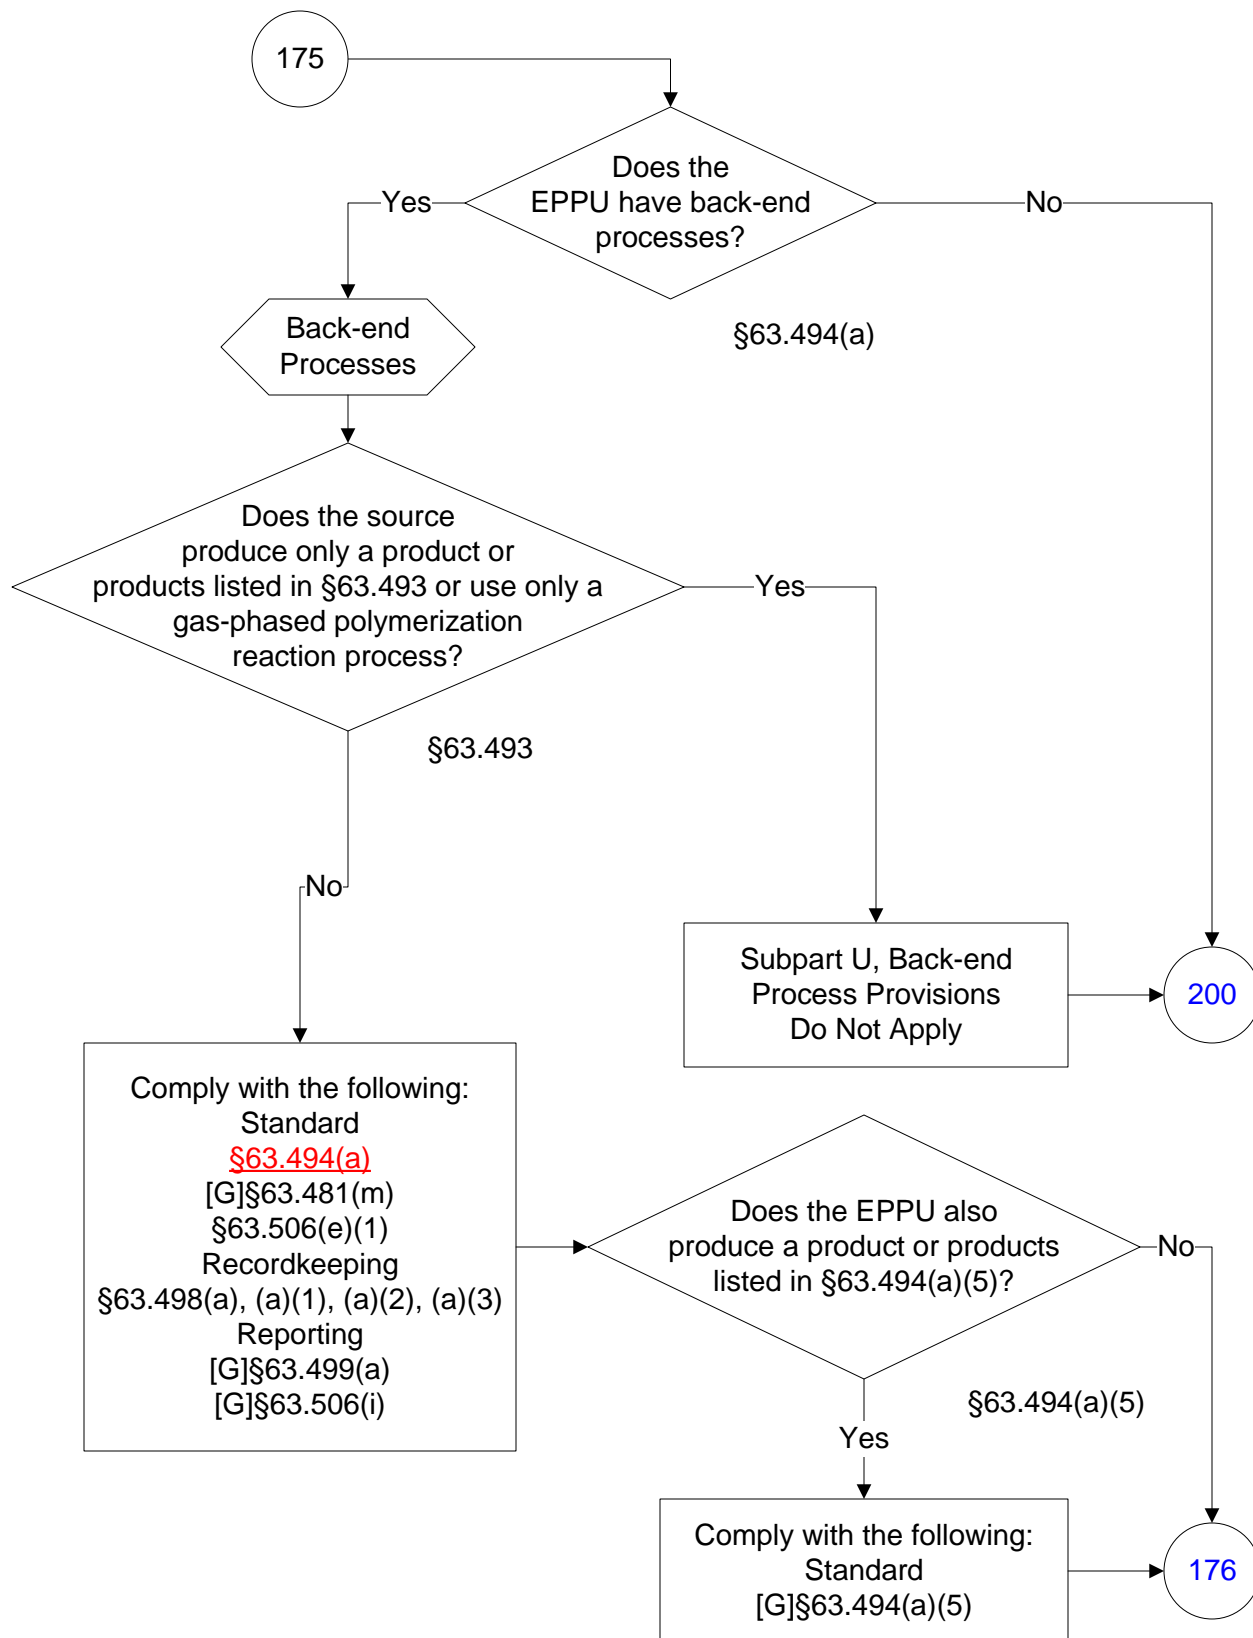 175
Does the
EPPU have back-end
processes?
Yes
No
§63.494(a)
Back-end
Processes
Does the source
produce only a product or
products listed in §63.493 or use only a
gas-phased polymerization
reaction process?
Yes
§63.493
No
Subpart U, Back-end
Process Provisions
Do Not Apply
200
Comply with the following:
Standard
§63.494(a)
[G]§63.481(m)
§63.506(e)(1)
Recordkeeping
§63.498(a), (a)(1), (a)(2), (a)(3)
Reporting
[G]§63.499(a)
[G]§63.506(i)
Does the EPPU also
produce a product or products
listed in §63.494(a)(5)?
No
§63.494(a)(5)
Yes
Comply with the following:
Standard
[G]§63.494(a)(5)
176